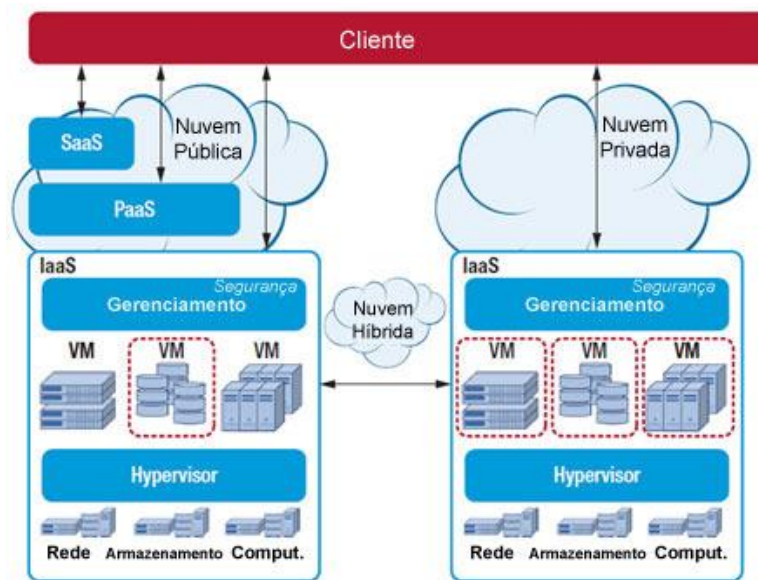 Cliente
Nuvem
Pública
SaaS
PaaS
Nuvem
Privada
IaaS
Segurança
Gerenciamento
VM
VM
VM
Hypervisor
Rede
Armazenamento
Comput.
Nuvem
Híbrida
IaaS
Segurança
Gerenciamento
VM
VM
VM
Hypervisor
Rede
Armazenamento
Comput.